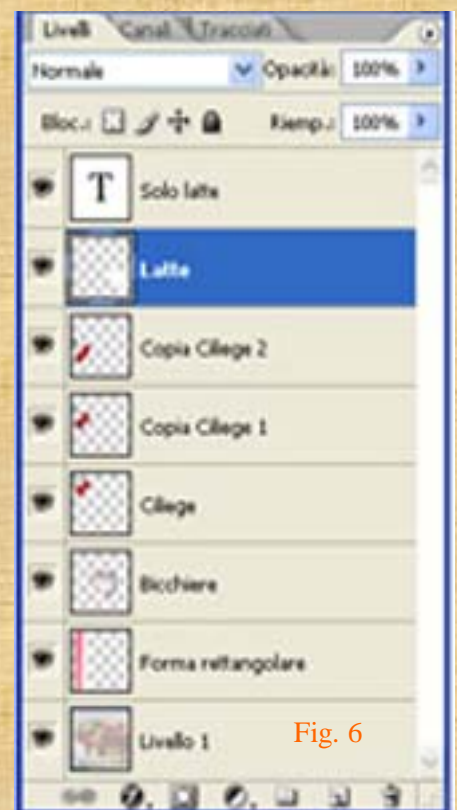 Livelli Canali Tracciati
Normale Opacità: 100%
Bloc.: Riemp.: 100%
T Solo latte
Latte
Copia Ciliege 2
Copia Ciliege 1
Ciliege
Bicchiere
Forma rettangolare
Livello 1
Fig. 6